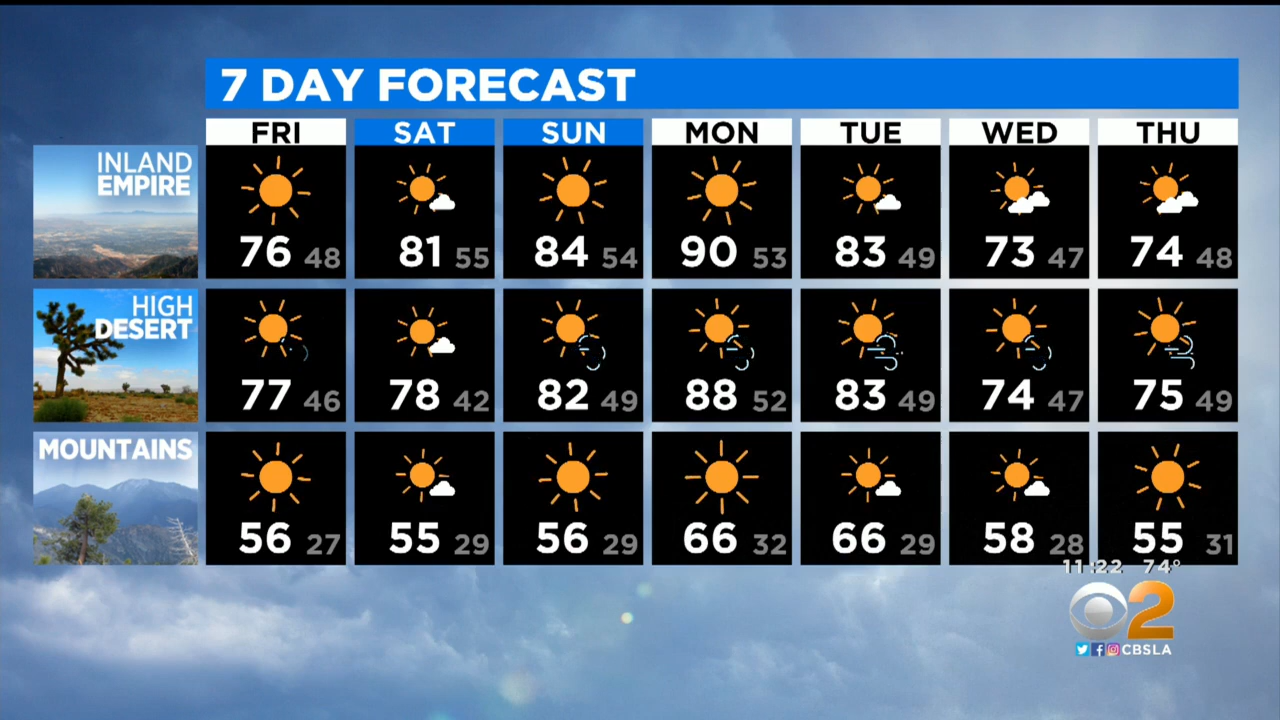 7 DAY FORECAST
FRI SAT SUN MON TUE WED THU
INLAND
EMPIRE
76 48 81 55 84 54 90 53 83 49 73 47 74 48
HIGH
DESERT
77 46 78 42 82 49 88 52 83 49 74 47 75 49
MOUNTAINS
56 27 55 29 56 29 66 32 66 29 58 28 55 31
11:22 74°
2
CBSLA